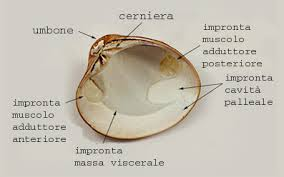 cerniera
umbone
impronta
muscolo
adduttore
posteriore
impronta
cavità
palleale
impronta
muscolo
adduttore
anteriore
impronta
massa viscerale